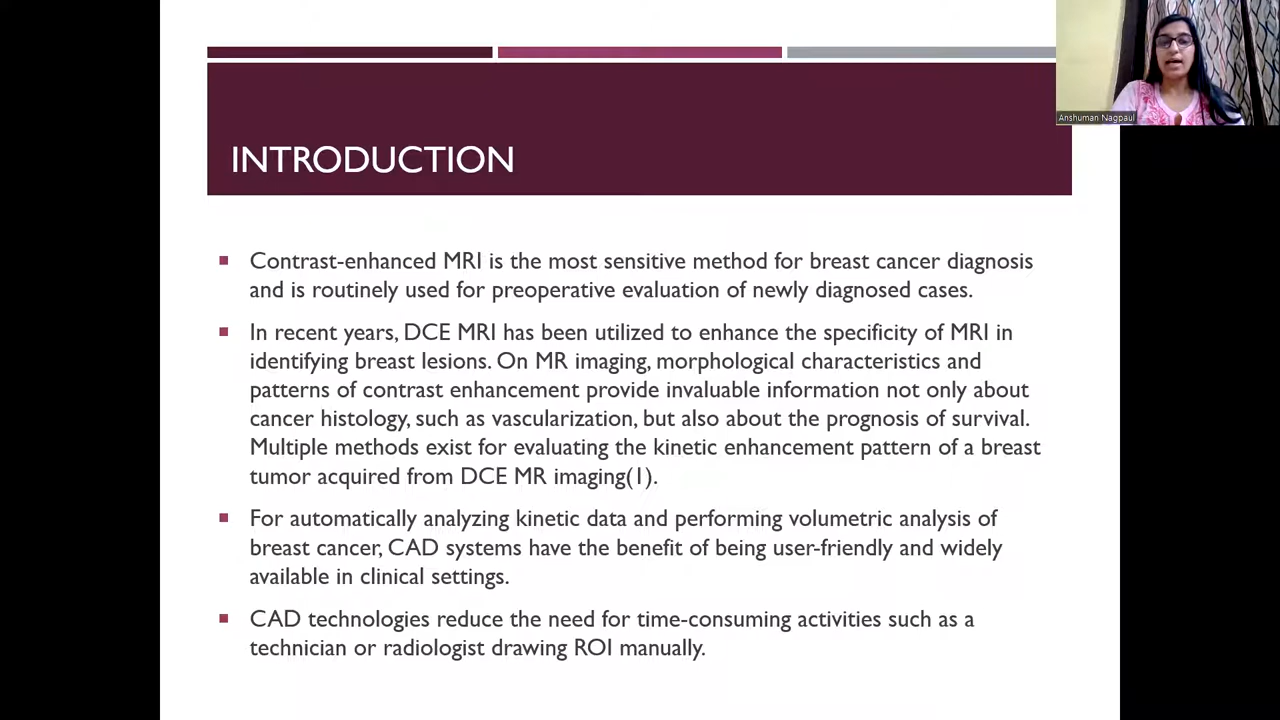 INTRODUCTION
Anshuman Nagpaul
Contrast-enhanced MRI is the most sensitive method for breast cancer diagnosis
and is routinely used for preoperative evaluation of newly diagnosed cases.
In recent years, DCE MRI has been utilized to enhance the specificity of MRI in
identifying breast lesions. On MR imaging, morphological characteristics and
patterns of contrast enhancement provide invaluable information not only about
cancer histology, such as vascularization, but also about the prognosis of survival.
Multiple methods exist for evaluating the kinetic enhancement pattern of a breast
tumor acquired from DCE MR imaging(1).
For automatically analyzing kinetic data and performing volumetric analysis of
breast cancer, CAD systems have the benefit of being user-friendly and widely
available in clinical settings.
CAD technologies reduce the need for time-consuming activities such as a
technician or radiologist drawing ROI manually.